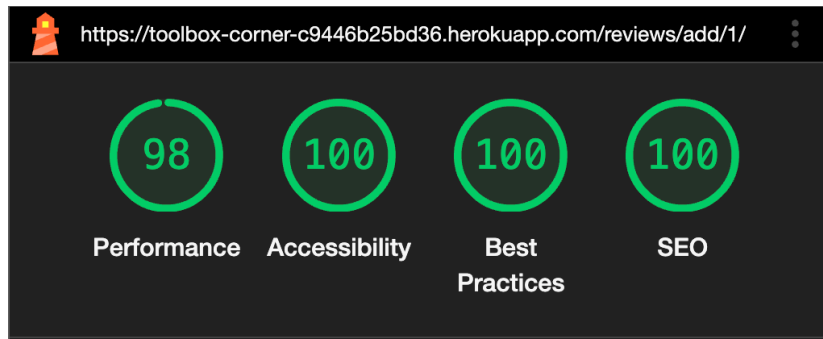 https://toolbox-corner-c9446b25bd36.herokuapp.com/reviews/add/1/
98
100
100
100
Performance
Accessibility
Best
Practices
SEO